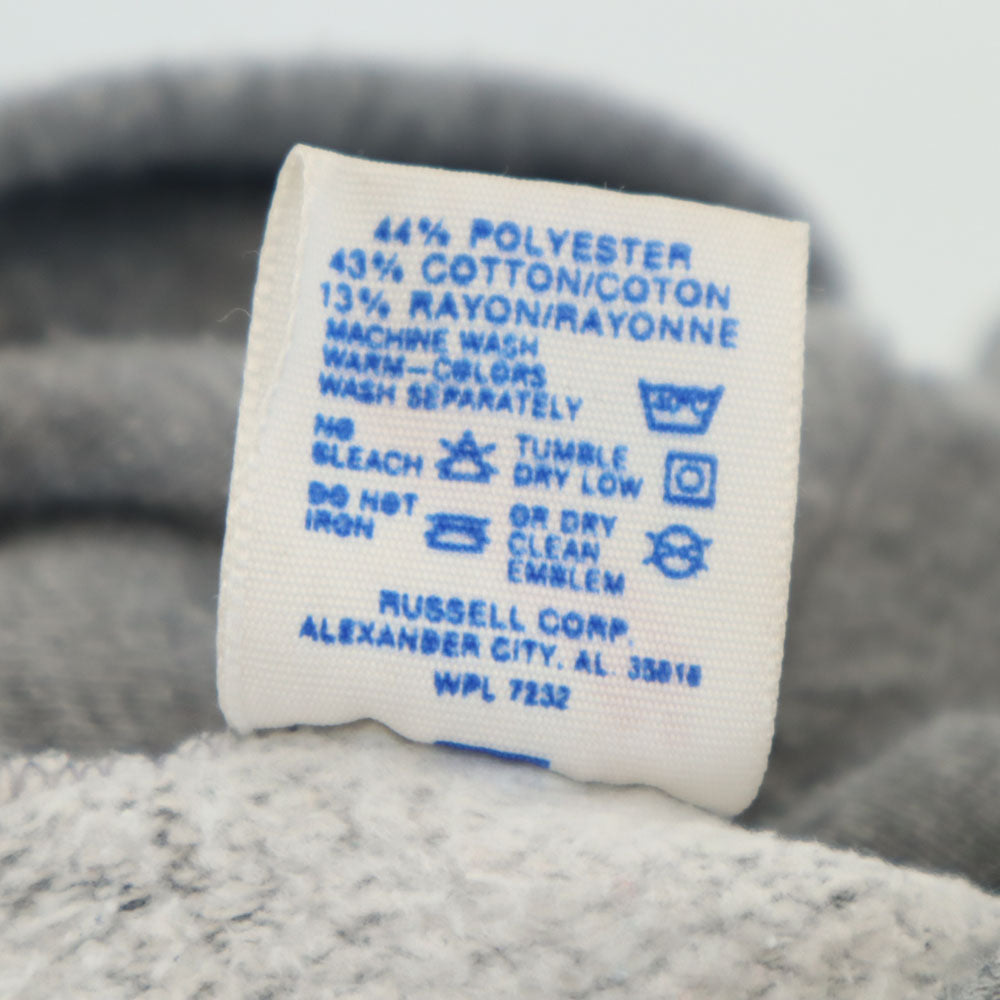 44% POLYESTER
43% COTTON/COTON
13% RAYON/RAYONNE
MACHINE WASH
WARM-COLORS
WASH SEPARATELY
NO
BLEACH
TUMBLE
DRY LOW
DO NOT
IRON
OR DRY
CLEAN
EMBLEM
RUSSELL CORP.
ALEXANDER CITY, AL. 35010
WPL 7232